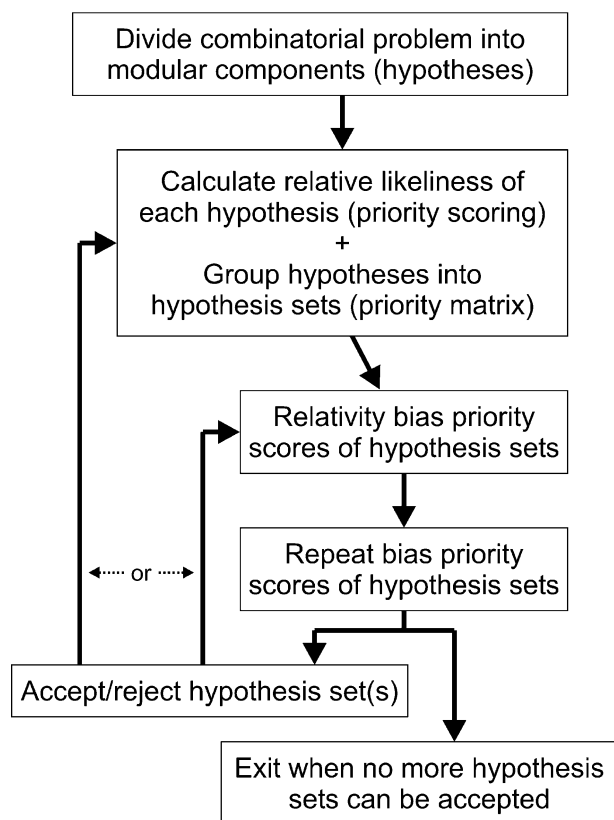 Divide combinatorial problem into
modular components (hypotheses)
Calculate relative likeliness of
each hypothesis (priority scoring)
+
Group hypotheses into
hypothesis sets (priority matrix)
Relativity bias priority
scores of hypothesis sets
Repeat bias priority
scores of hypothesis sets
or
Accept/reject hypothesis set(s)
Exit when no more hypothesis
sets can be accepted